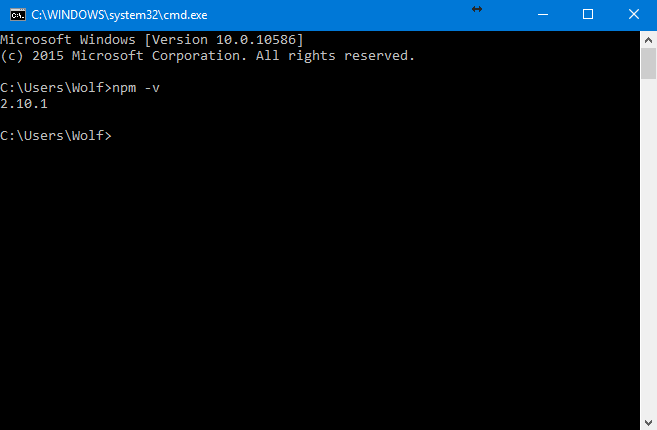 C:\WINDOWS\system32\cmd.exe
Microsoft Windows [Version 10.0.10586]
(c) 2015 Microsoft Corporation. All rights reserved.
C:\Users\Wolf>npm -v
2.10.1
C:\Users\Wolf>